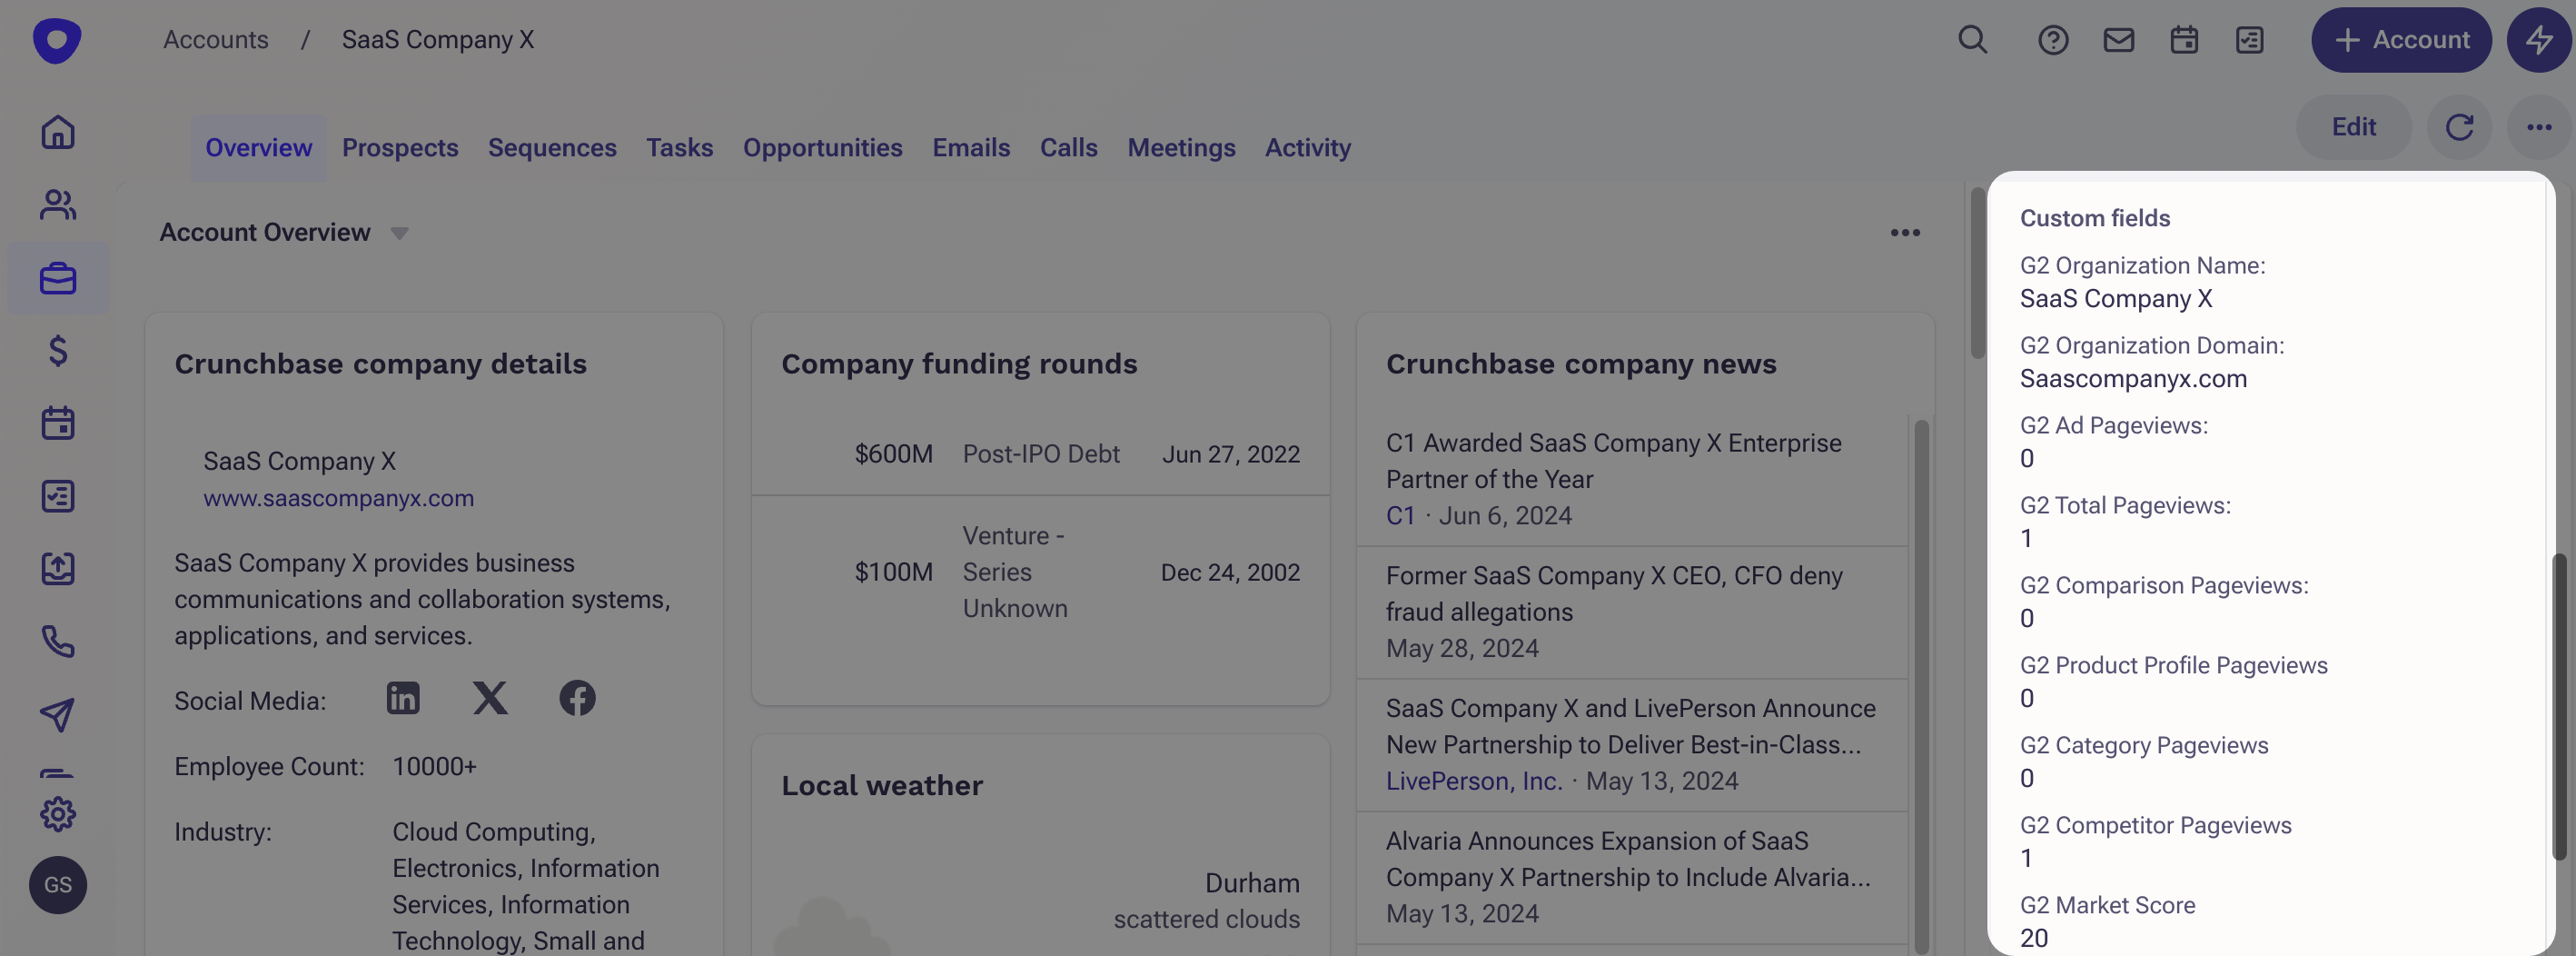 Accounts / SaaS Company X
+ Account
Overview Prospects Sequences Tasks Opportunities Emails Calls Meetings Activity
Edit
Account Overview
Crunchbase company details
SaaS Company X
www.saascompanyx.com
SaaS Company X provides business
communications and collaboration systems,
applications, and services.
Social Media:
Employee Count: 10000+
Industry: Cloud Computing,
Electronics, Information
Services, Information
Technology, Small and
GS
Company funding rounds
$600M Post-IPO Debt Jun 27, 2022
$100M Venture - Series Unknown Dec 24, 2002
Local weather
Durham
scattered clouds
Crunchbase company news
C1 Awarded SaaS Company X Enterprise
Partner of the Year
C1 · Jun 6, 2024
Former SaaS Company X CEO, CFO deny
fraud allegations
May 28, 2024
SaaS Company X and LivePerson Announce
New Partnership to Deliver Best-in-Class...
LivePerson, Inc. · May 13, 2024
Alvaria Announces Expansion of SaaS
Company X Partnership to Include Alvaria...
May 13, 2024
Custom fields
G2 Organization Name:
SaaS Company X
G2 Organization Domain:
Saascompanyx.com
G2 Ad Pageviews:
0
G2 Total Pageviews:
1
G2 Comparison Pageviews:
0
G2 Product Profile Pageviews
0
G2 Category Pageviews
0
G2 Competitor Pageviews
1
G2 Market Score
20